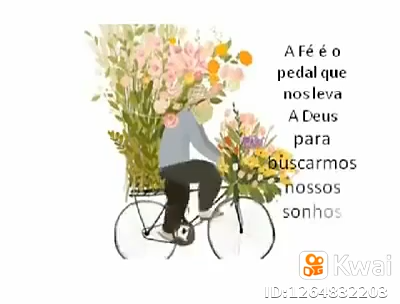 A Fé é o
pedal que
nos leva
A Deus
para
buscarmos
nossos
sonhos
Kwai
ID:1264832203